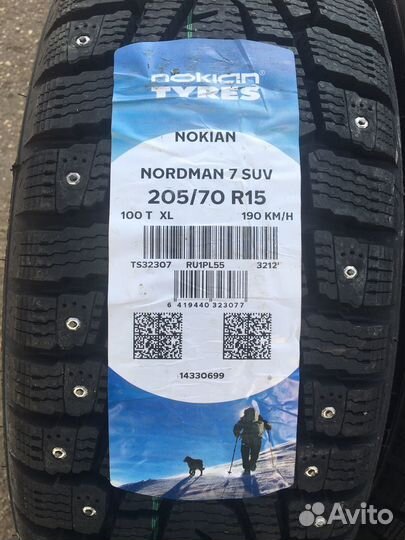 nokian
TYRES
NOKIAN
NORDMAN 7 SUV
205/70 R15
100 T XL 190 KM/H
TS32307 RU1PL55 3212'
6 419440 323077
14330699
Avito